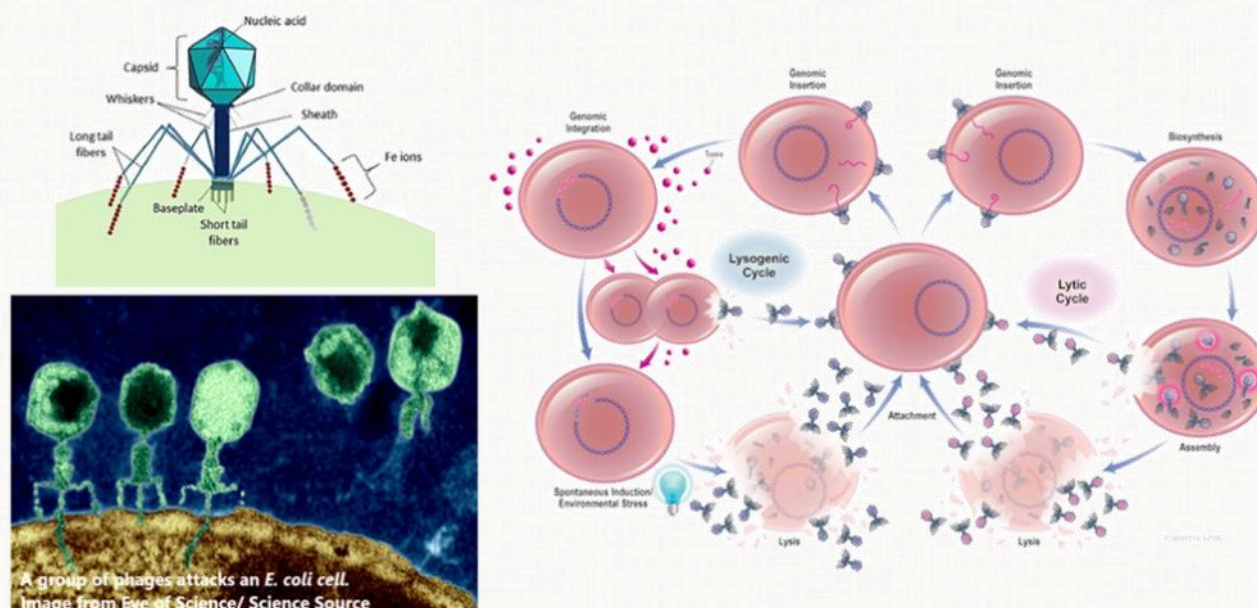 Nucleic acid
Capsid
Whiskers
Collar domain
Sheath
Long tail
fibers
Fe ions
Baseplate
Short tail
fibers
A group of phages attacks an E. coli cell.
Image from Eye of Science/ Science Source
Genomic
Integration
Genomic
Insertion
Toxins
Genomic
Insertion
Biosynthesis
Lysogenic
Cycle
Lytic
Cycle
Attachment
Assembly
Spontaneous Induction/
Environmental Stress
Lysis
Lysis